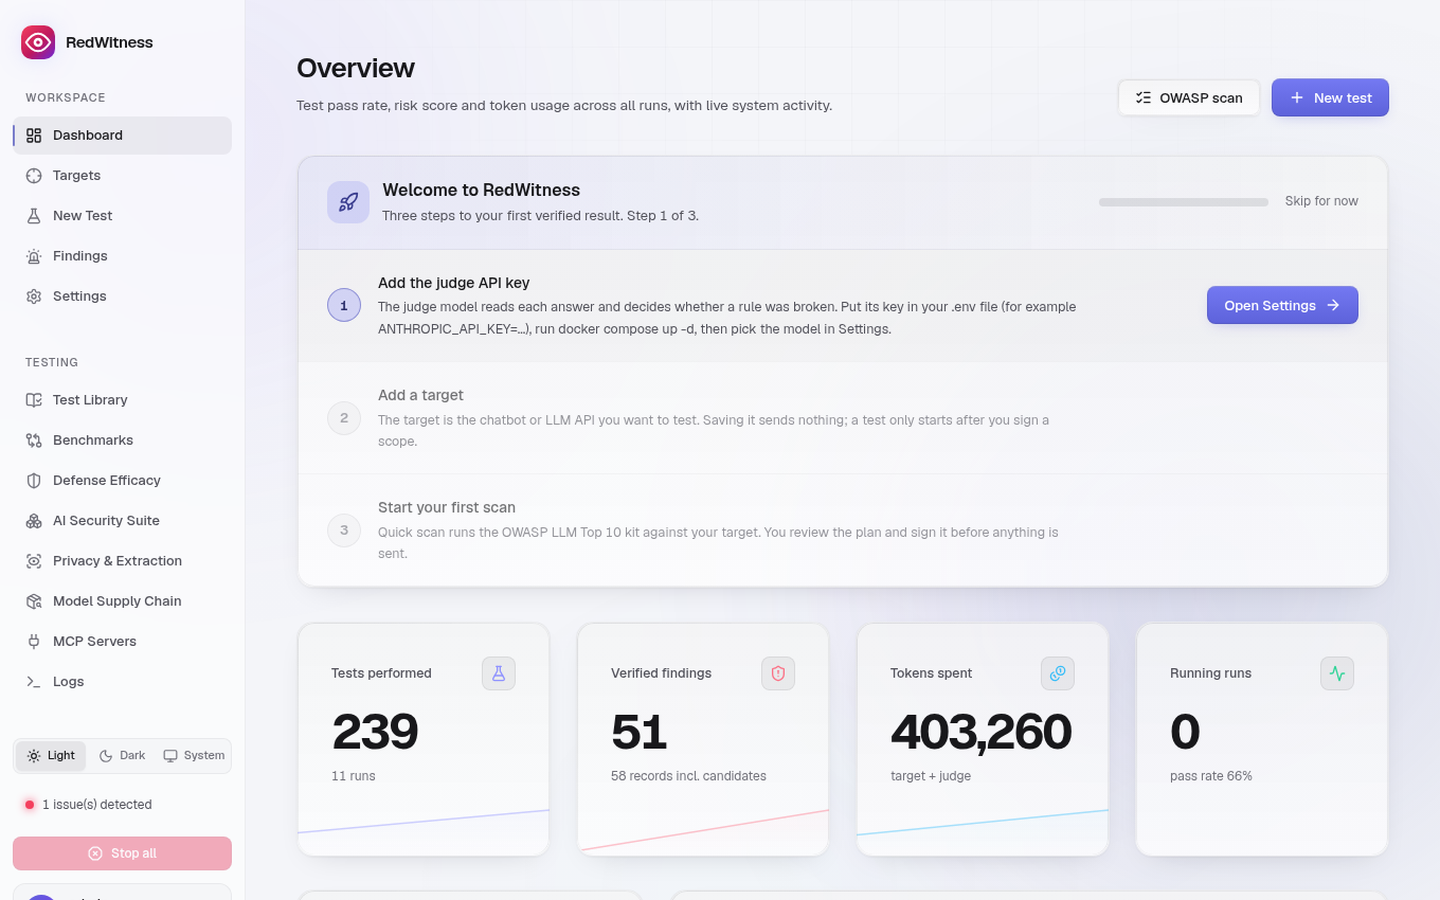 RedWitness
WORKSPACE
Dashboard
Targets
New Test
Findings
Settings
TESTING
Test Library
Benchmarks
Defense Efficacy
AI Security Suite
Privacy & Extraction
Model Supply Chain
MCP Servers
Logs
Light Dark System
1 issue(s) detected
Stop all
Overview
Test pass rate, risk score and token usage across all runs, with live system activity.
OWASP scan
New test
Welcome to RedWitness
Three steps to your first verified result. Step 1 of 3.
Skip for now
1
Add the judge API key
The judge model reads each answer and decides whether a rule was broken. Put its key in your .env file (for example
ANTHROPIC_API_KEY=…), run docker compose up -d, then pick the model in Settings.
Open Settings
2
Add a target
The target is the chatbot or LLM API you want to test. Saving it sends nothing; a test only starts after you sign a
scope.
3
Start your first scan
Quick scan runs the OWASP LLM Top 10 kit against your target. You review the plan and sign it before anything is
sent.
Tests performed
239
11 runs
Verified findings
51
58 records incl. candidates
Tokens spent
403,260
target + judge
Running runs
0
pass rate 66%